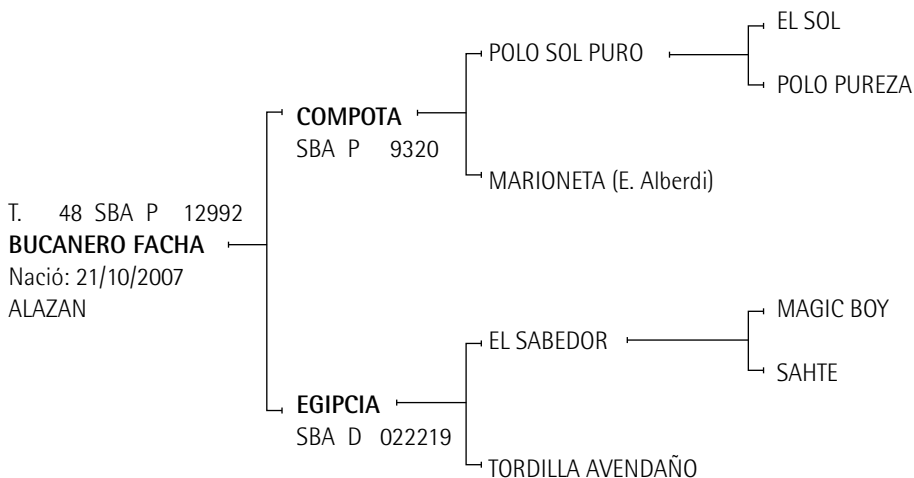 EL SOL
POLO SOL PURO
POLO PUREZA
COMPOTA
SBA P 9320
MARIONETA (E. Alberdi)
T. 48 SBA P 12992
BUCANERO FACHA
Nació: 21/10/2007
ALAZAN
MAGIC BOY
EL SABEDOR
SAHTE
EGIPCIA
SBA D 022219
TORDILLA AVENDAÑO